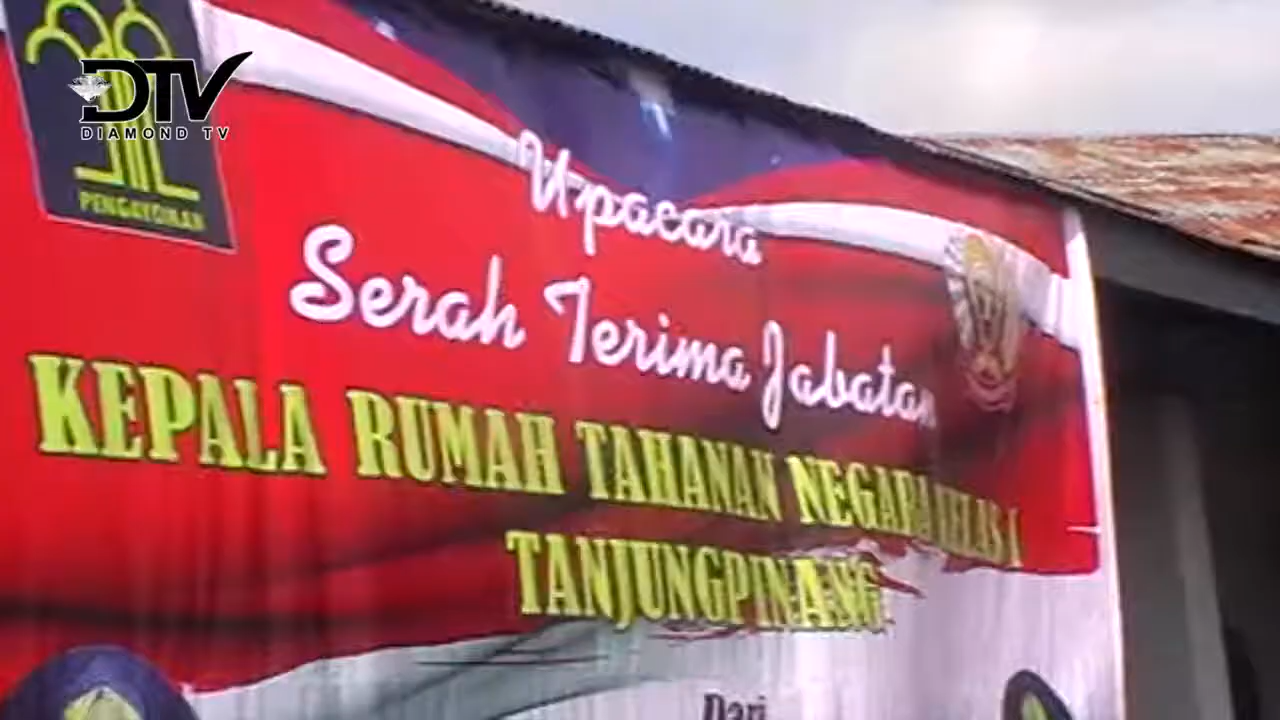 DTV
DIAMOND TV
PENGAYOMAN
Upacara
Serah Terima Jabatan
KEPALA RUMAH TAHANAN NEGARA KELAS I
TANJUNGPINANG
Dari